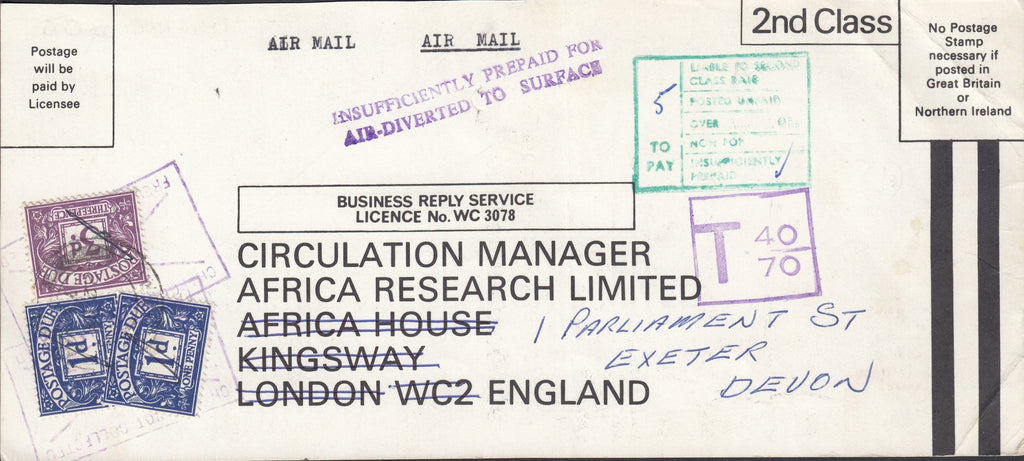 Postage
will be
paid by
Licensee
AIR MAIL AIR MAIL
INSUFFICIENTLY PREPAID FOR
AIR-DIVERTED TO SURFACE
2nd Class
No Postage
Stamp
necessary if
posted in
Great Britain
or
Northern Ireland
5
TO
PAY
LIABLE TO SECOND
CLASS RATE
POSTED UNPAID
OVER
NON POP
INSUFFICIENTLY
PREPAID
T 40
70
BUSINESS REPLY SERVICE
LICENCE No. WC 3078
CIRCULATION MANAGER
AFRICA RESEARCH LIMITED
AFRICA HOUSE
KINGSWAY
LONDON WC2 ENGLAND
1 PARLIAMENT ST
EXETER
DEVON
POSTAGE DUE
3d
THREE PENCE
POSTAGE DUE
1d
ONE PENNY
POSTAGE DUE
1d
ONE PENNY